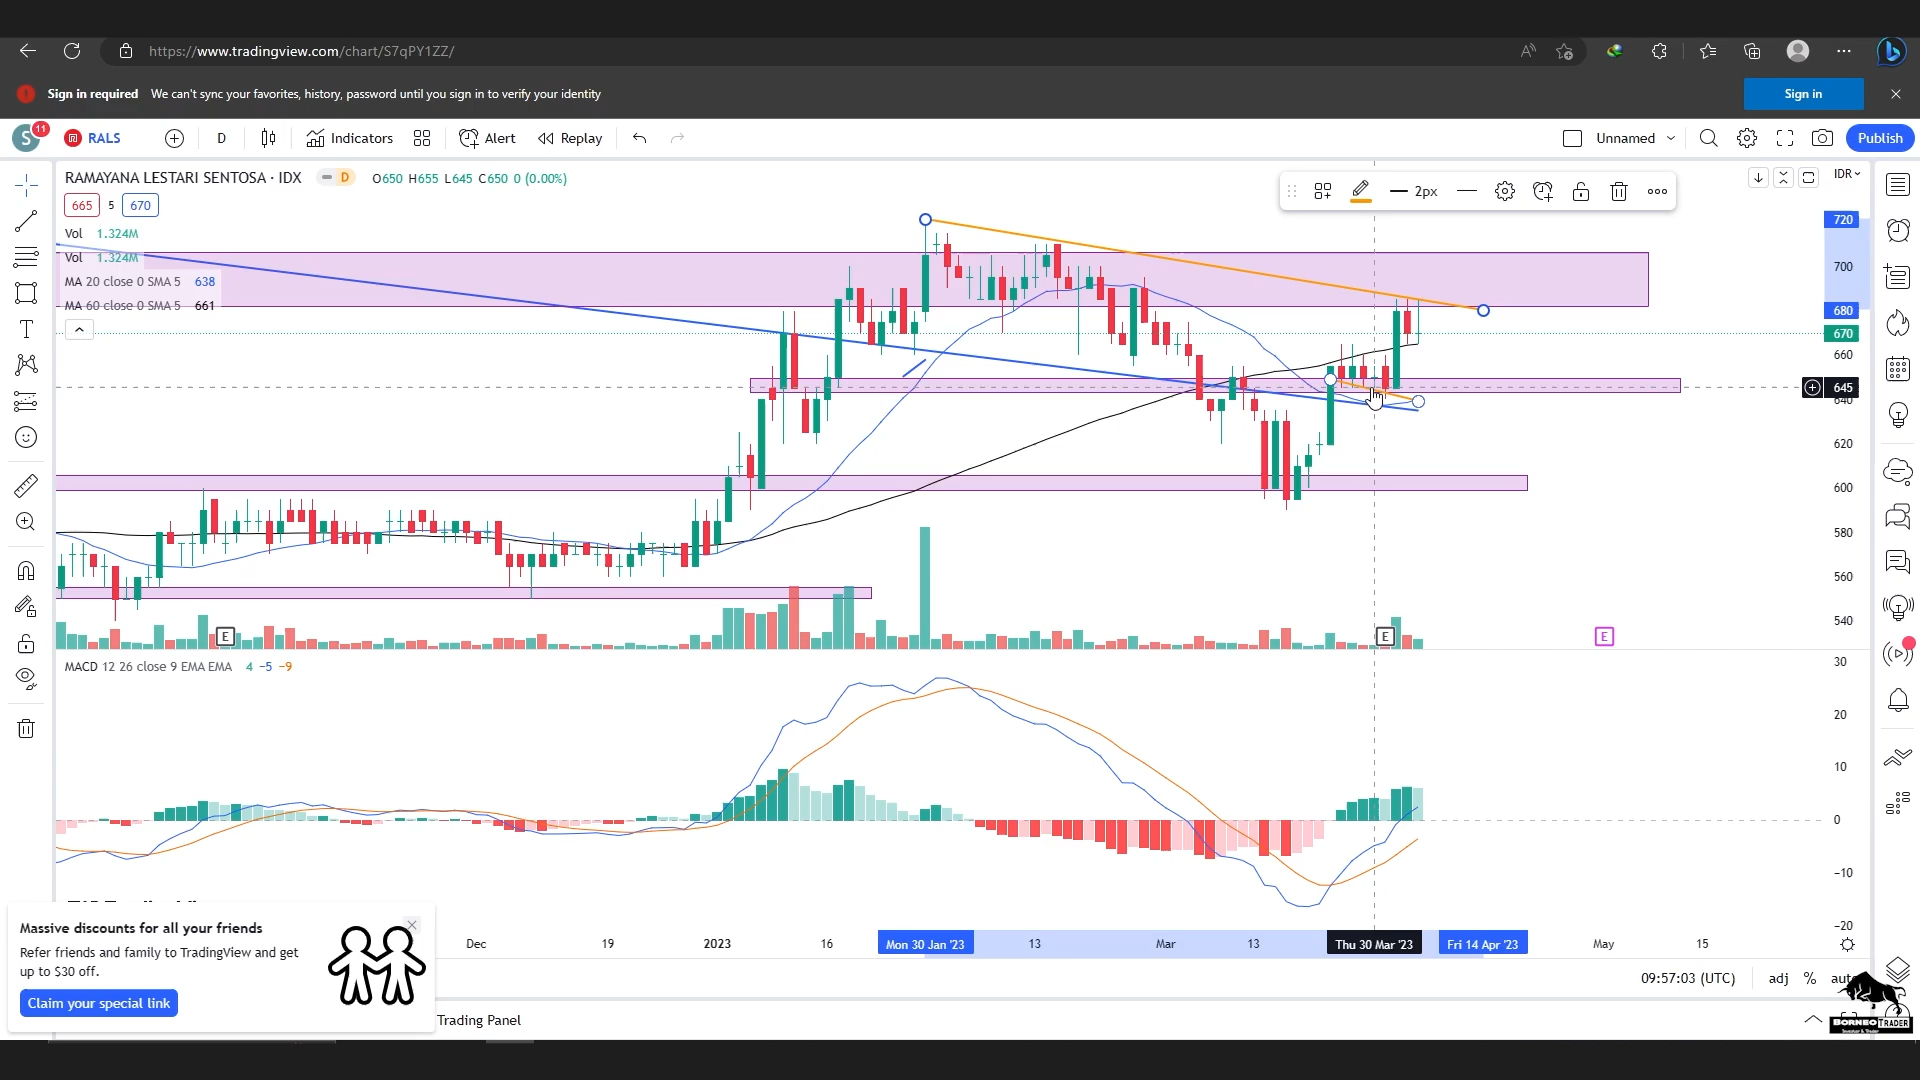 https://www.tradingview.com/chart/S7qPY1ZZ/
Sign in required We can't sync your favorites, history, password until you sign in to verify your identity
Sign in
S 11 RALS D Indicators Alert Replay Unnamed Publish
RAMAYANA LESTARI SENTOSA · IDX D O650 H655 L645 C650 0 (0.00%)
2px
IDR
665 5 670
Vol 1.324M
Vol 1.324M
MA 20 close 0 SMA 5 638
MA 60 close 0 SMA 5 661
720
700
680
670
660
645
640
620
600
580
560
540
E E E
MACD 12 26 close 9 EMA EMA 4 −5 −9
30
20
10
0
−10
−20
Dec 19 2023 16 Mon 30 Jan '23 13 Mar 13 Thu 30 Mar '23 Fri 14 Apr '23 May 15
Massive discounts for all your friends
Refer friends and family to TradingView and get
up to $30 off.
Claim your special link
09:57:03 (UTC) adj % auto
Trading Panel
BORNEO TRADER